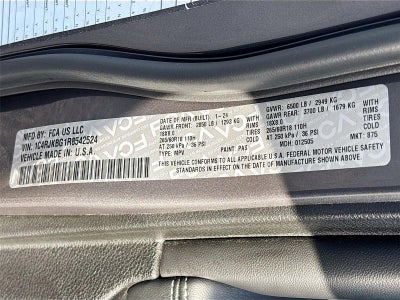 MFD BY: FCA US LLC
VIN: 1C4RJKBG1R8542524
VEHICLE MADE IN: U.S.A.
DATE OF MFR (BUILT): 1-24
GAWR FRONT: 2850 LB / 1293 KG
18X8.0
265/60R18 110H
AT 250 kPa / 36 PSI
TYPE: MPV
PAINT: PAS
GVWR: 6500 LB / 2949 KG
GAWR REAR: 3700 LB / 1679 KG
18X8.0
265/60R18 110H
AT 250 kPa / 36 PSI
MDH: 012505
MKT: 875
THIS VEHICLE CONFORMS TO ALL APPLICABLE FEDERAL MOTOR VEHICLE
SAFETY STANDARDS IN EFFECT ON THE DATE OF MANUFACTURE SHOWN ABOVE.